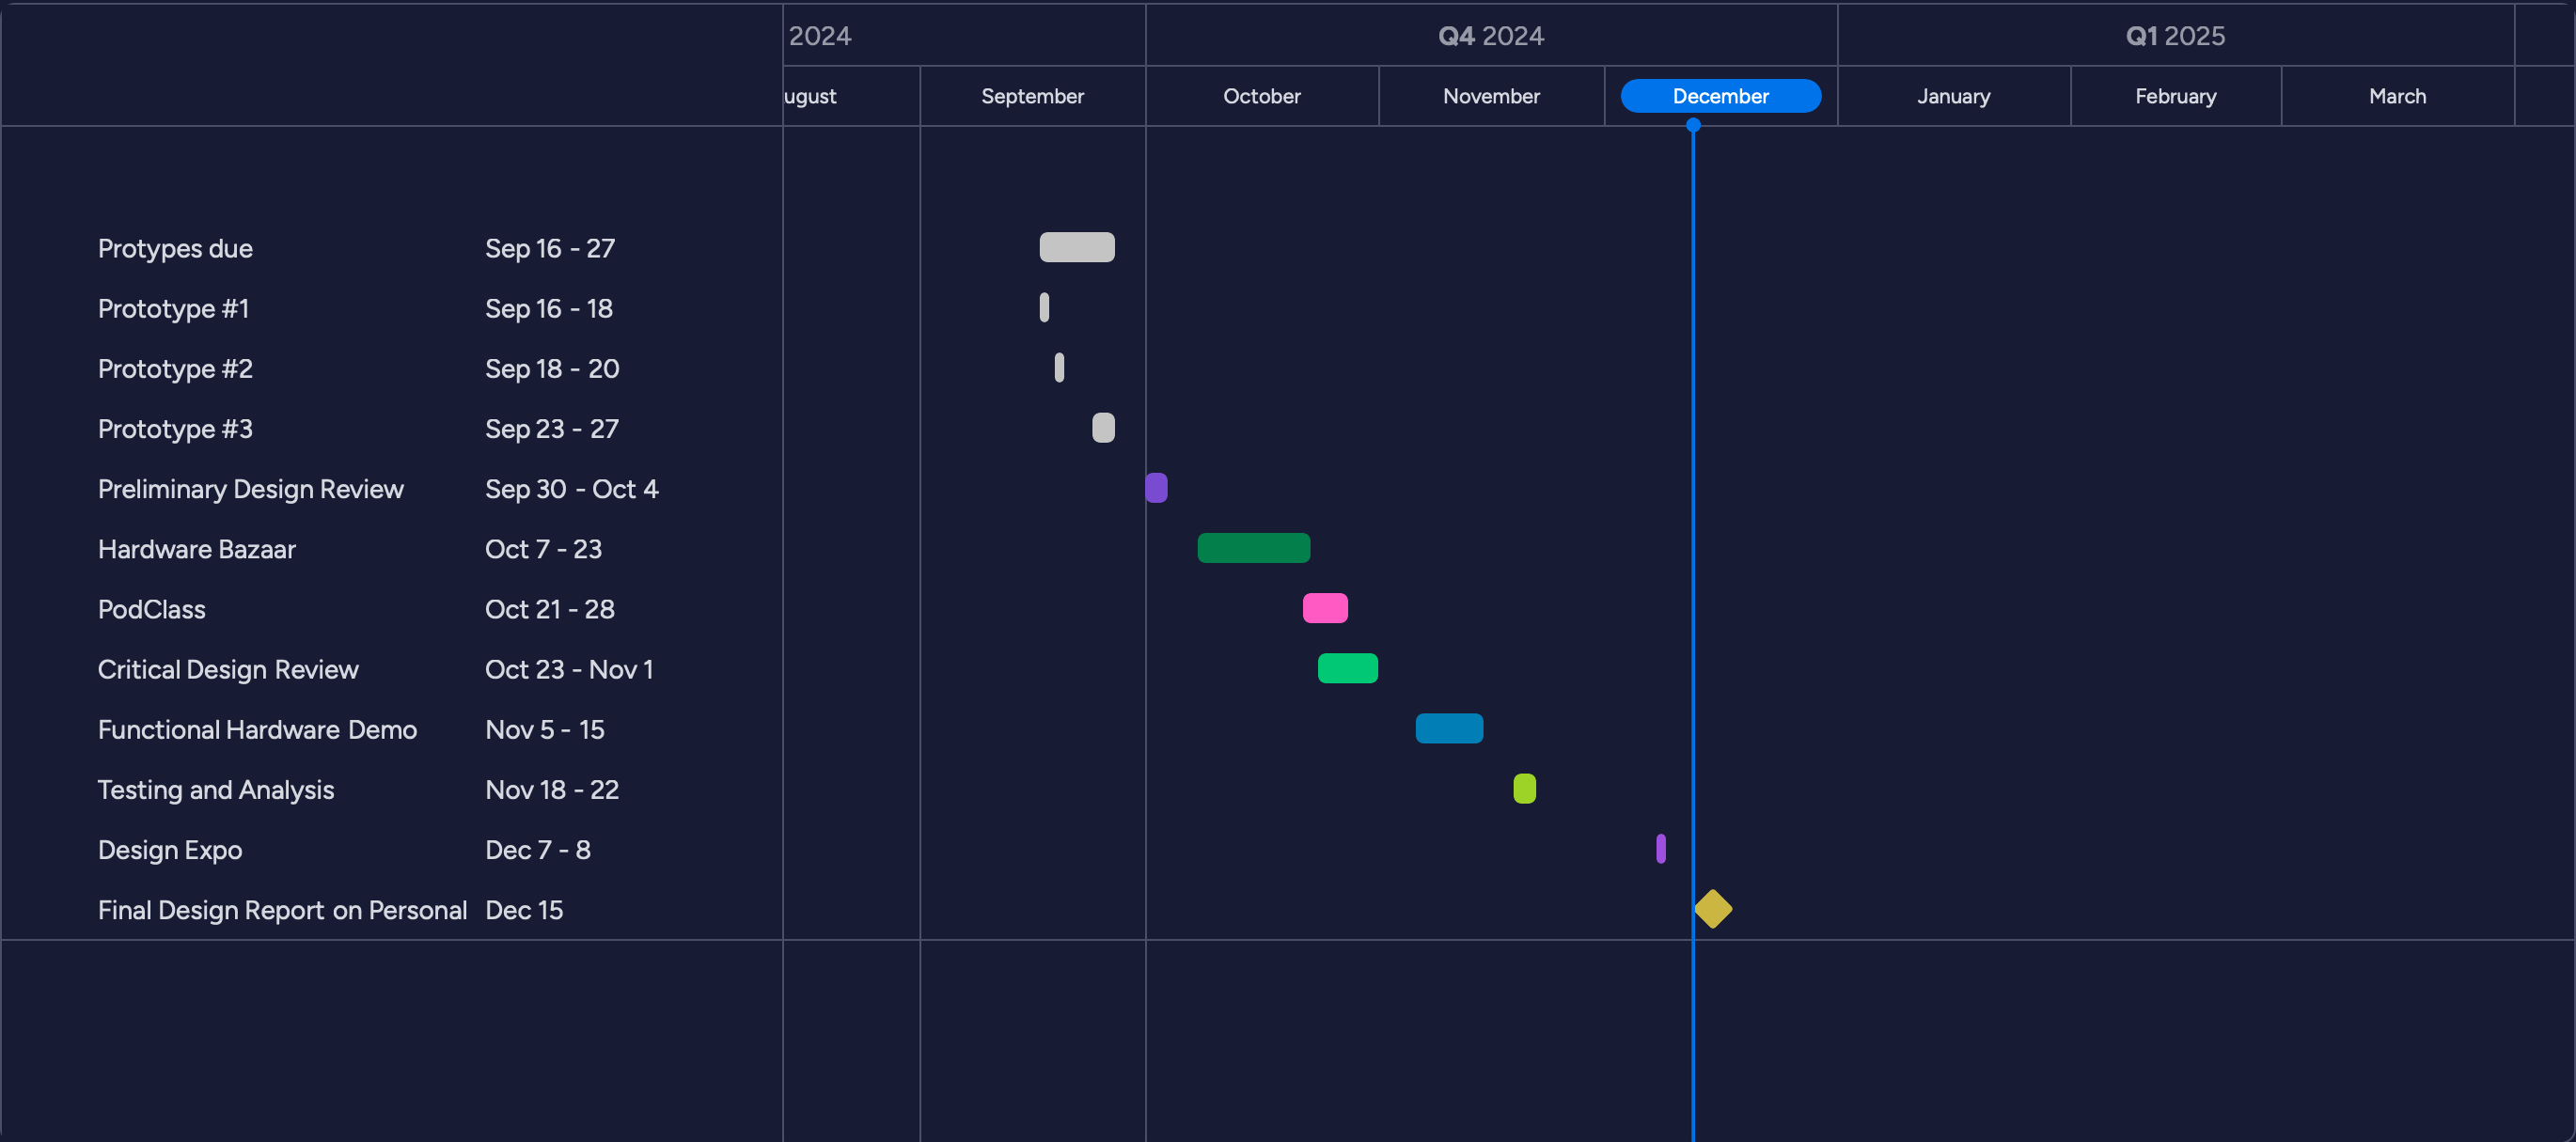 2024 Q4 2024 Q1 2025
ugust September October November December January February March
Protypes due Sep 16 - 27
Prototype #1 Sep 16 - 18
Prototype #2 Sep 18 - 20
Prototype #3 Sep 23 - 27
Preliminary Design Review Sep 30 - Oct 4
Hardware Bazaar Oct 7 - 23
PodClass Oct 21 - 28
Critical Design Review Oct 23 - Nov 1
Functional Hardware Demo Nov 5 - 15
Testing and Analysis Nov 18 - 22
Design Expo Dec 7 - 8
Final Design Report on Personal Dec 15